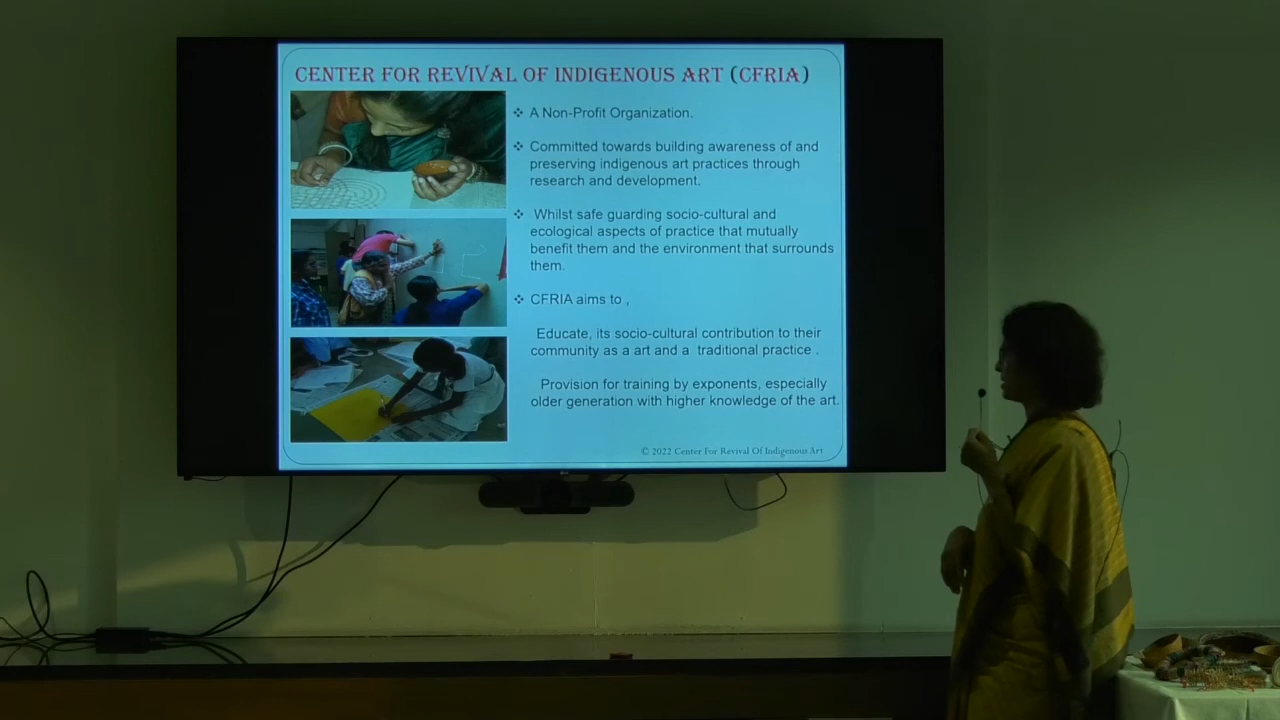 CENTER FOR REVIVAL OF INDIGENOUS ART (CFRIA)
❖ A Non-Profit Organization.
❖ Committed towards building awareness of and
preserving indigenous art practices through
research and development.
❖ Whilst safe guarding socio-cultural and
ecological aspects of practice that mutually
benefit them and the environment that surrounds
them.
❖ CFRIA aims to ,
Educate, its socio-cultural contribution to their
community as a art and a traditional practice .
Provision for training by exponents, especially
older generation with higher knowledge of the art.
© 2022 Center For Revival Of Indigenous Art